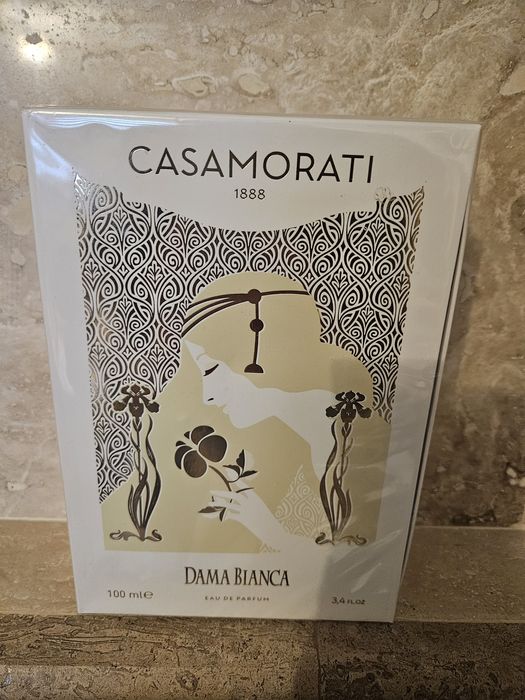 CASAMORATI
1888
DAMA BIANCA
100 ml℮
EAU DE PARFUM
3,4 FL.OZ